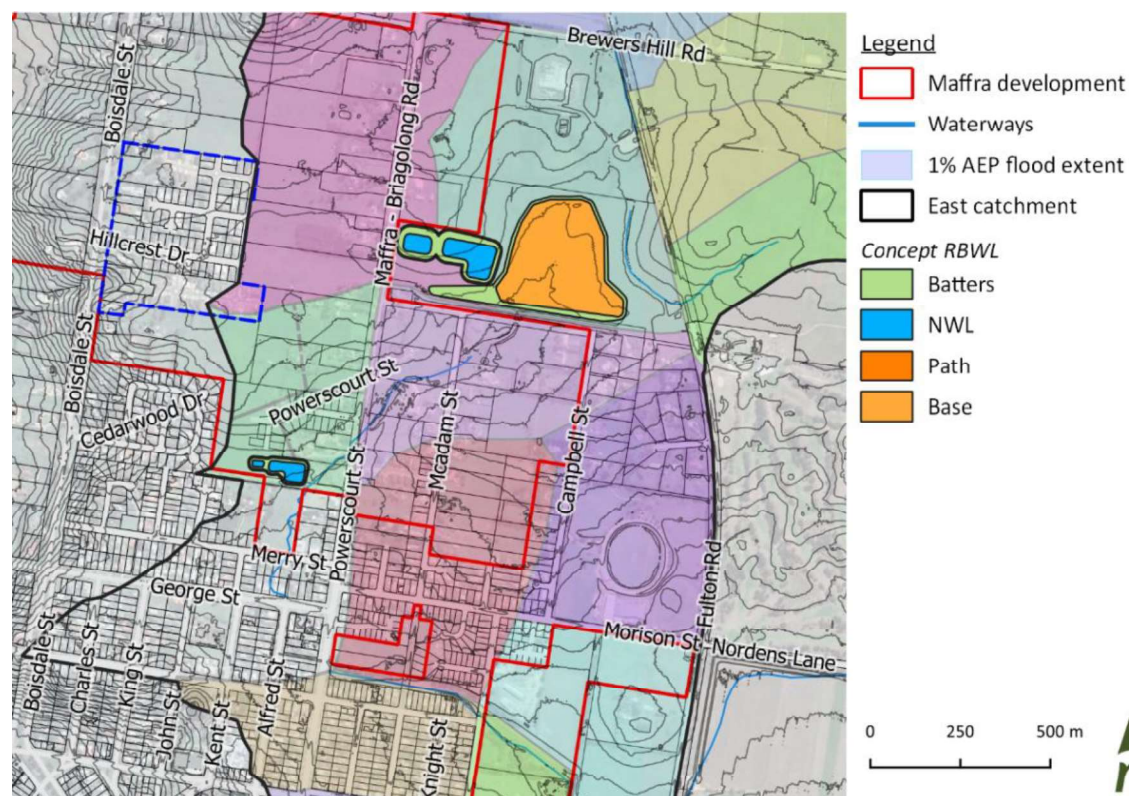 Boisdale St
Brewers Hill Rd
Maffra - Briagolong Rd
Hillcrest Dr
Boisdale St
Powerscourt St
Cedarwood Dr
Mcadam St
Campbell St
Powerscourt St
Merry St
George St
Fulton Rd
Morison St - Nordens Lane
Boisdale St
Charles St
King St
John St
Kent St
Alfred St
Knight St
Legend
Maffra development
Waterways
1% AEP flood extent
East catchment
Concept RBWL
Batters
NWL
Path
Base
0 250 500 m